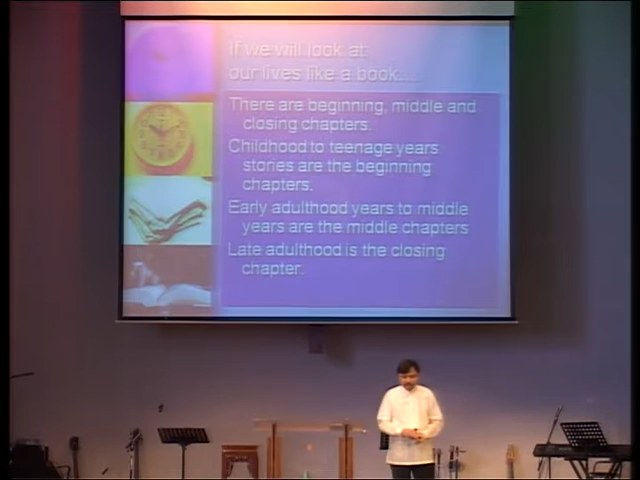 If we will look at
our lives like a book....
There are beginning, middle and
closing chapters.
Childhood to teenage years
stories are the beginning
chapters.
Early adulthood years to middle
years are the middle chapters
Late adulthood is the closing
chapter.